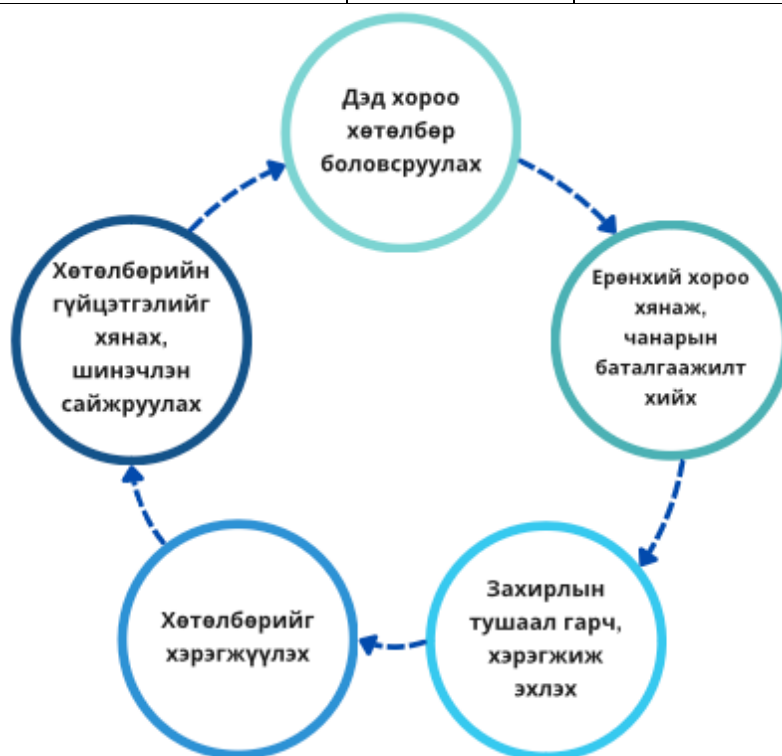 Дэд хороо
хөтөлбөр
боловсруулах
Ерөнхий хороо
хянаж,
чанарын
баталгаажилт
хийх
Захирлын
тушаал гарч,
хэрэгжиж
эхлэх
Хөтөлбөрийг
хэрэгжүүлэх
Хөтөлбөрийн
гүйцэтгэлийг
хянах,
шинэчлэн
сайжруулах